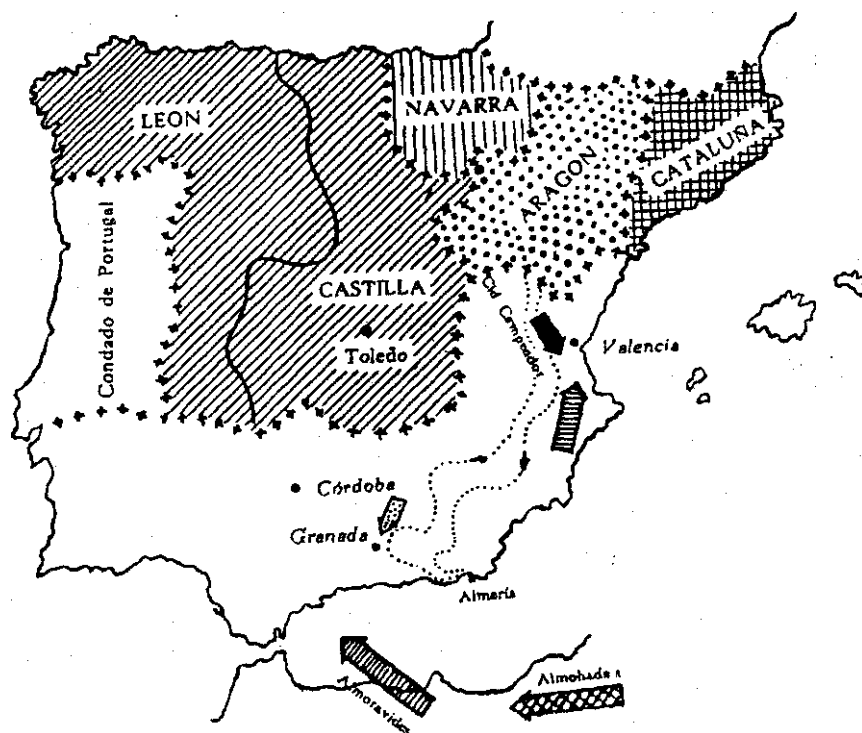 LEON
NAVARRA
ARAGON
CATALUÑA
Condado de Portugal
CASTILLA
Toledo
Cid Campeador
Valencia
Córdoba
Granada
Almería
Almoravides
Almohades